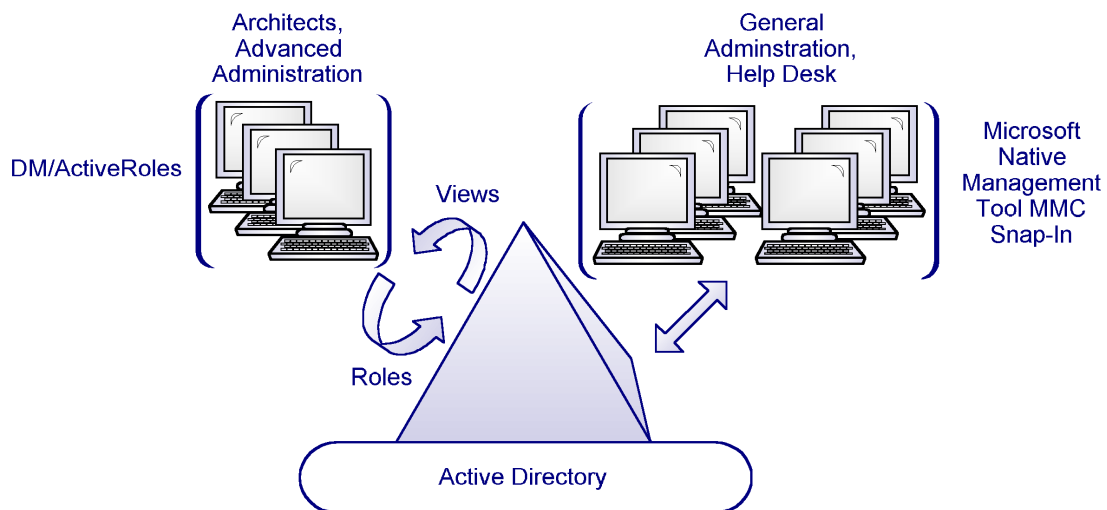 Architects,
Advanced
Administration
General
Adminstration,
Help Desk
DM/ActiveRoles
Microsoft
Native
Management
Tool MMC
Snap-In
Views
Roles
Active Directory